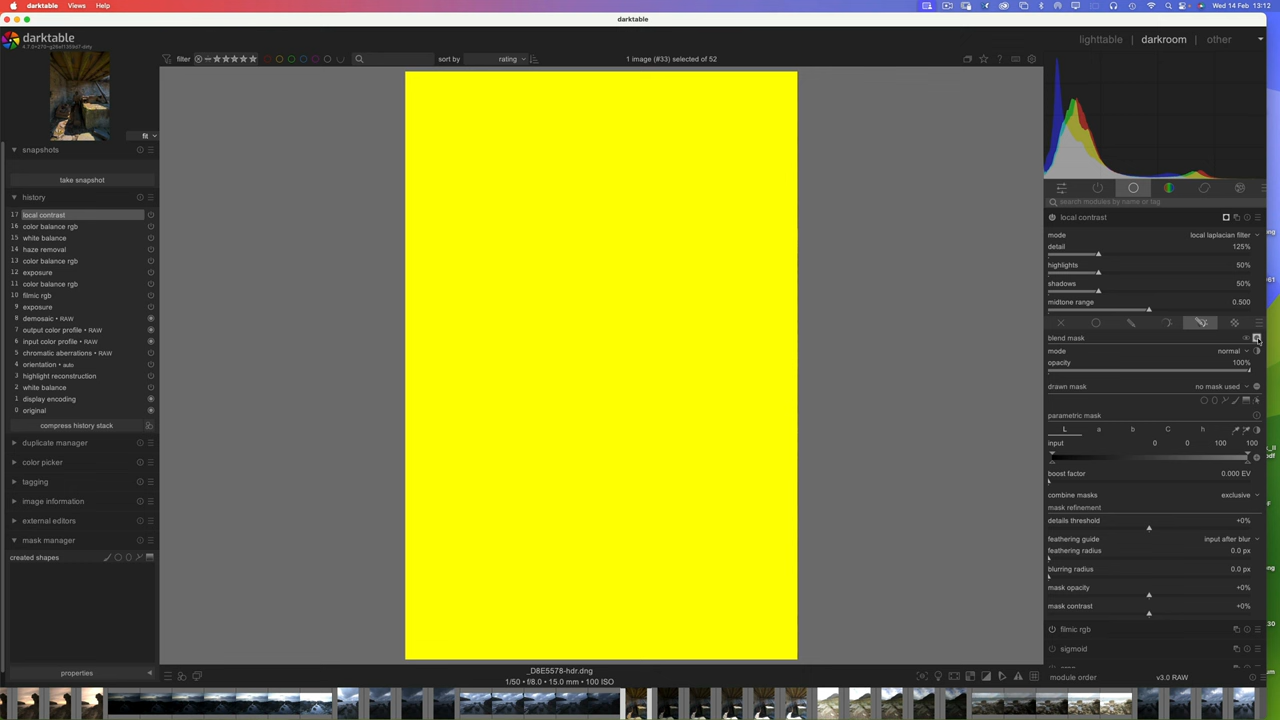 darktable Views Help
Wed 14 Feb 13:12
darktable
darktable
lighttable darkroom other
filter
sort by rating
1 image (#33) selected of 52
fit
snapshots
take snapshot
history
17 local contrast
16 color balance rgb
15 white balance
14 haze removal
13 color balance rgb
12 exposure
11 color balance rgb
10 filmic rgb
9 exposure
8 demosaic • RAW
7 output color profile • RAW
6 input color profile • RAW
5 chromatic aberrations • RAW
4 orientation • auto
3 highlight reconstruction
2 white balance
1 display encoding
0 original
compress history stack
duplicate manager
color picker
tagging
image information
external editors
mask manager
created shapes
properties
search modules by name or tag
local contrast
mode local laplacian filter
detail 125%
highlights 50%
shadows 50%
midtone range 0.500
blend mask
mode normal
opacity 100%
drawn mask no mask used
parametric mask
L a b C h
input 0 0 100 100
boost factor 0.000 EV
combine masks exclusive
mask refinement
details threshold +0%
feathering guide input after blur
feathering radius 0.0 px
blurring radius 0.0 px
mask opacity +0%
mask contrast +0%
filmic rgb
sigmoid
module order v3.0 RAW
_D8E5578-hdr.dng
1/50 • f/8.0 • 15.0 mm • 100 ISO